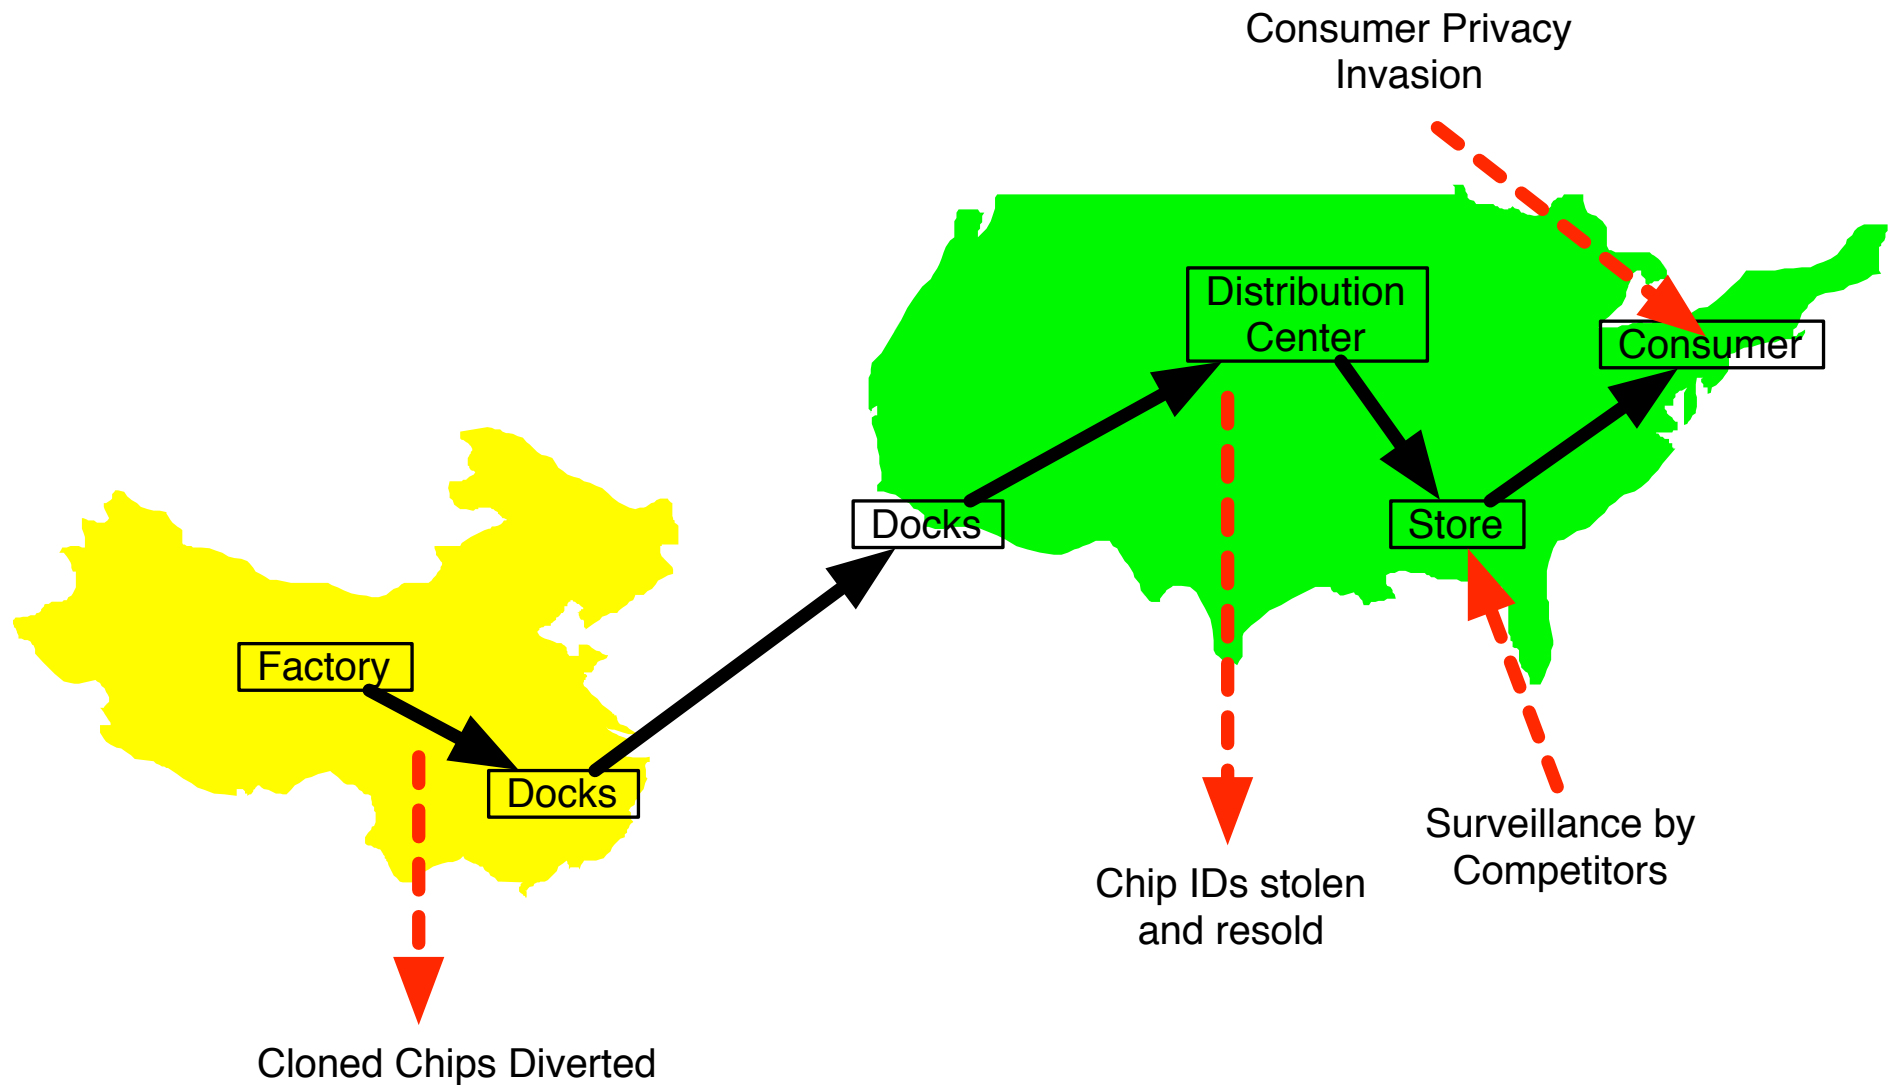 Consumer Privacy
Invasion
Distribution
Center
Consumer
Docks
Store
Factory
Docks
Surveillance by
Competitors
Chip IDs stolen
and resold
Cloned Chips Diverted